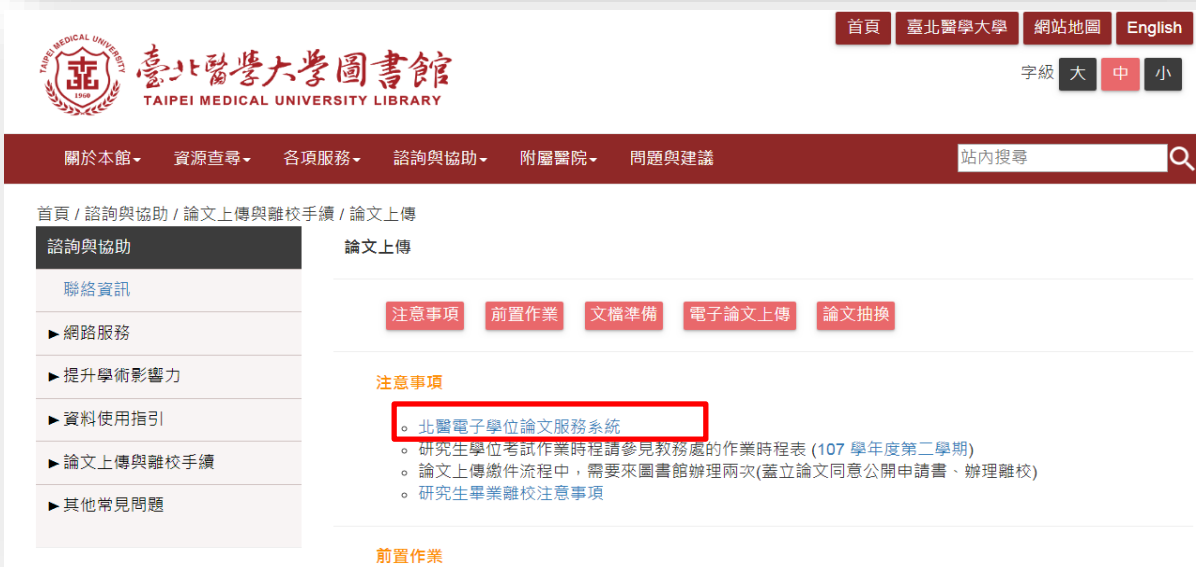 首頁 臺北醫學大學 網站地圖 English
TAIPEI MEDICAL UNIVERSITY
1960
臺北醫學大學圖書館
TAIPEI MEDICAL UNIVERSITY LIBRARY
字級 大 中 小
關於本館 資源查尋 各項服務 諮詢與協助 附屬醫院 問題與建議 站內搜尋
首頁 / 諮詢與協助 / 論文上傳與離校手續 / 論文上傳
諮詢與協助
聯絡資訊
►網路服務
►提升學術影響力
►資料使用指引
►論文上傳與離校手續
►其他常見問題
論文上傳
注意事項 前置作業 文檔準備 電子論文上傳 論文抽換
注意事項
北醫電子學位論文服務系統
研究生學位考試作業時程請參見教務處的作業時程表 (107 學年度第二學期)
論文上傳繳件流程中，需要來圖書館辦理兩次(蓋立論文同意公開申請書、辦理離校)
研究生畢業離校注意事項
前置作業